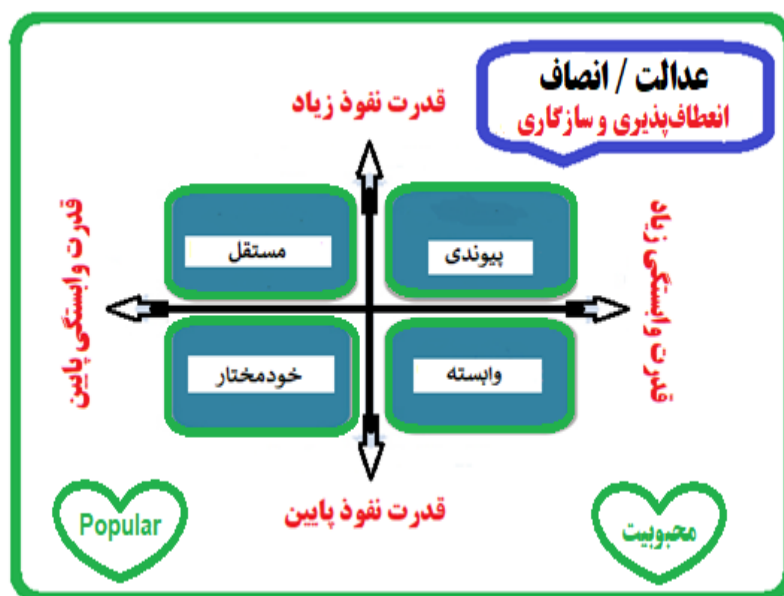 عدالت / انصاف
انعطاف‌پذیری و سازگاری
قدرت نفوذ زیاد
قدرت وابستگی زیاد
قدرت وابستگی پایین
پیوندی
مستقل
وابسته
خودمختار
قدرت نفوذ پایین
محبوبیت
Popular